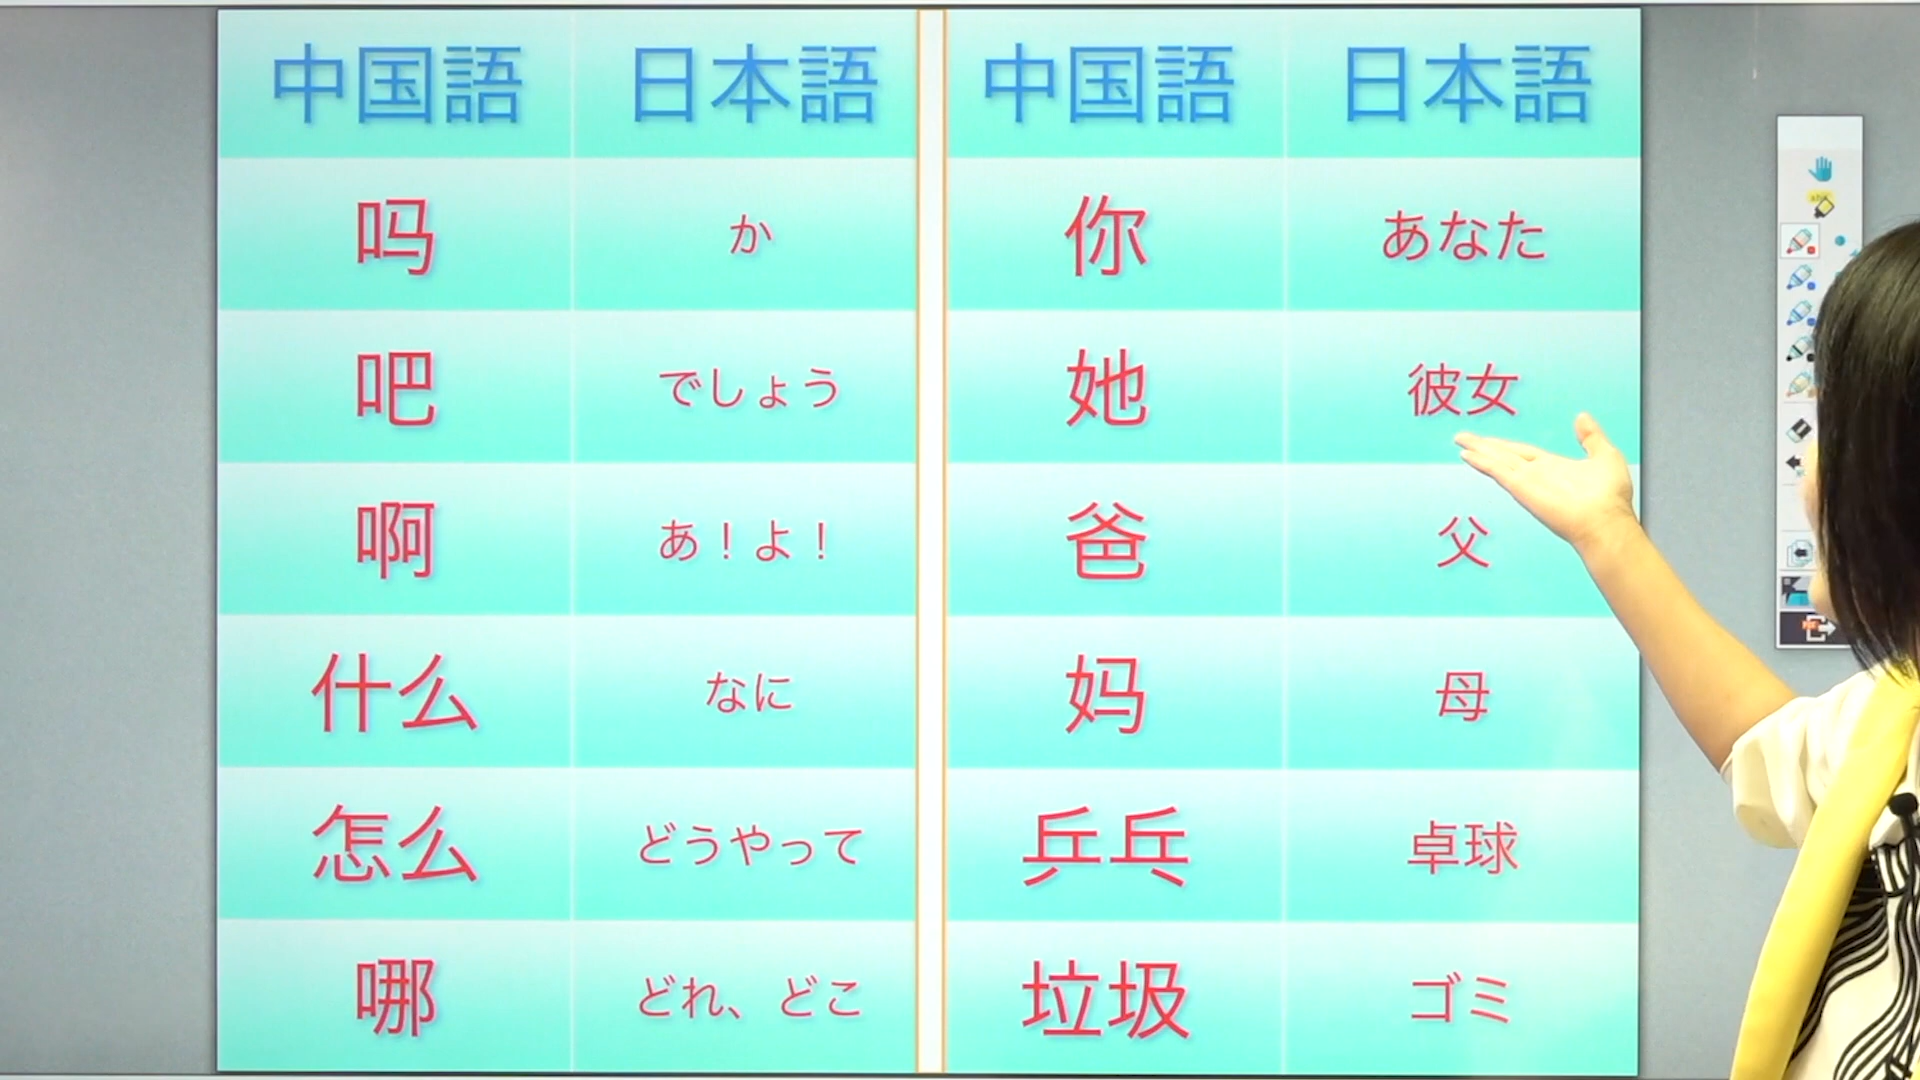 中国語 日本語 中国語 日本語
吗 か 你 あなた
吧 でしょう 她 彼女
啊 あ！よ！ 爸 父
什么 なに 妈 母
怎么 どうやって 乒乓 卓球
哪 どれ、どこ 垃圾 ゴミ